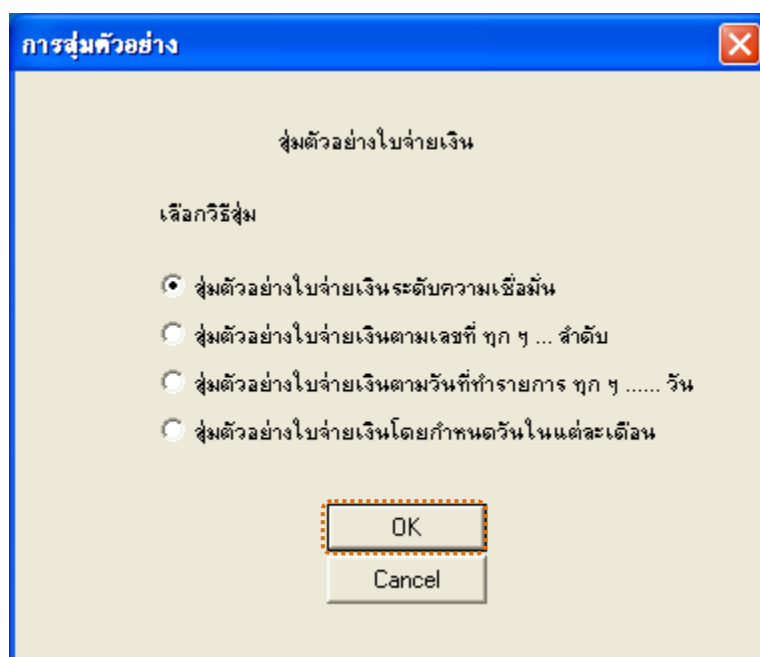 การสุ่มตัวอย่าง
สุ่มตัวอย่างใบจ่ายเงิน
เลือกวิธีสุ่ม
สุ่มตัวอย่างใบจ่ายเงินระดับความเชื่อมั่น
สุ่มตัวอย่างใบจ่ายเงินตามเลขที่ ทุก ๆ ... ลำดับ
สุ่มตัวอย่างใบจ่ายเงินตามวันที่ทำรายการ ทุก ๆ ...... วัน
สุ่มตัวอย่างใบจ่ายเงินโดยกำหนดวันในแต่ละเดือน
OK
Cancel